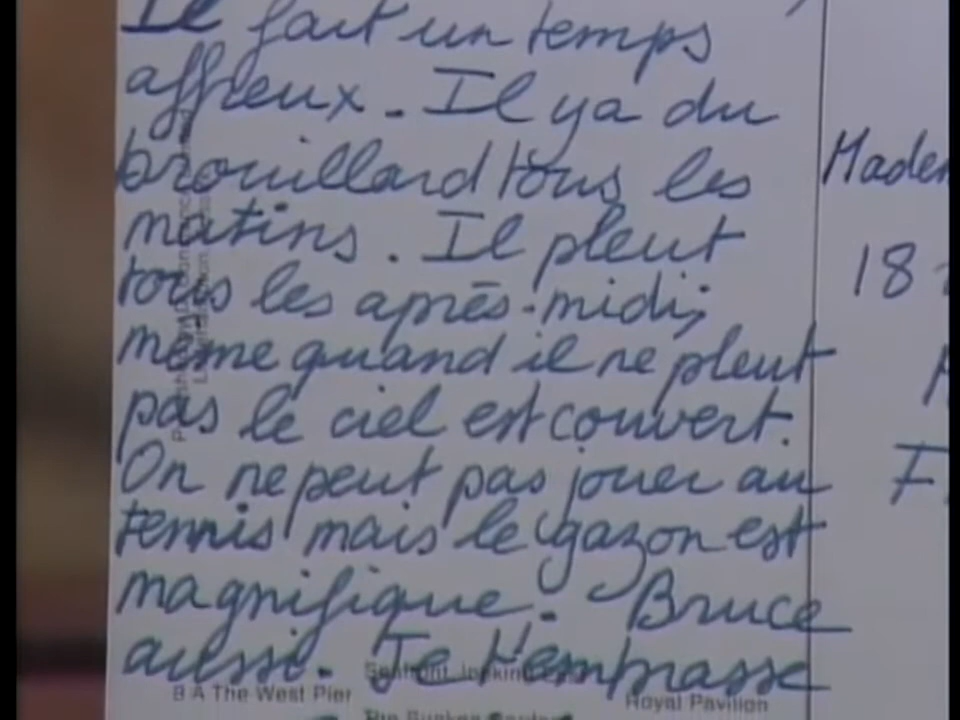 Il fait un temps
affreux. Il y a du
brouillard tous les
matins. Il pleut
tous les après-midi,
même quand il ne pleut
pas le ciel est couvert.
On ne peut pas jouer au
tennis mais le gazon est
magnifique. Bruce
aussi. Je t'embrasse
Mader
18
F
B A The West Pier
Royal Pavilion